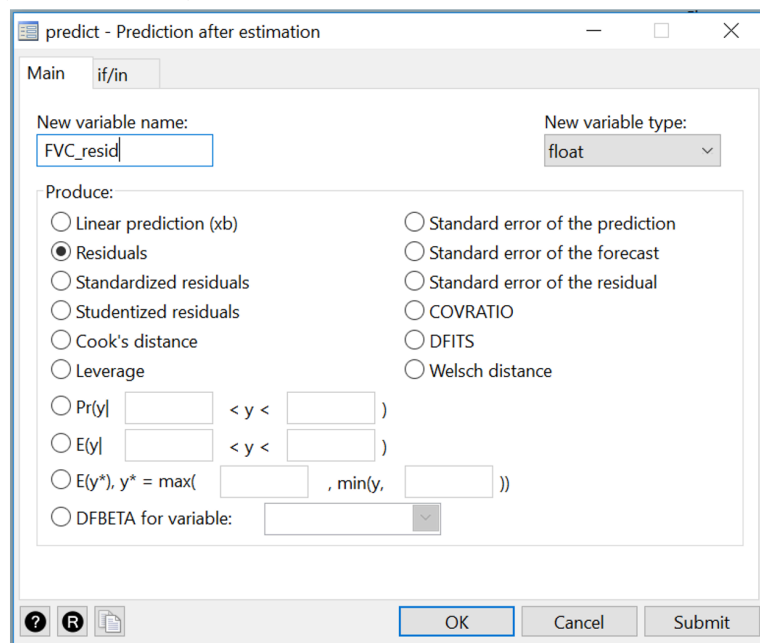 predict - Prediction after estimation
Main if/in
New variable name: New variable type:
FVC_resid float
Produce:
Linear prediction (xb) Standard error of the prediction
Residuals Standard error of the forecast
Standardized residuals Standard error of the residual
Studentized residuals COVRATIO
Cook's distance DFITS
Leverage Welsch distance
Pr(y| < y < )
E(y| < y < )
E(y*), y* = max( , min(y, ))
DFBETA for variable:
? R OK Cancel Submit